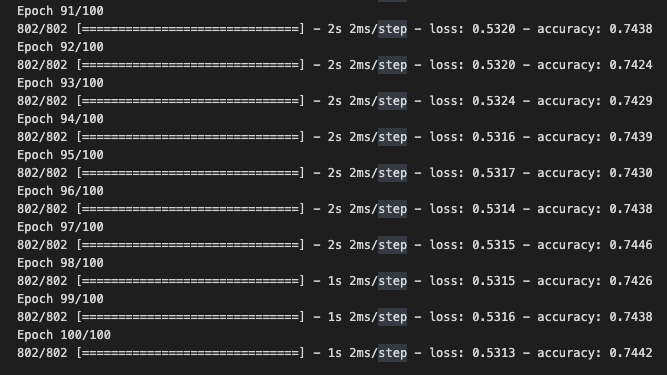 Epoch 91/100
802/802 [==============================] - 2s 2ms/step - loss: 0.5320 - accuracy: 0.7438
Epoch 92/100
802/802 [==============================] - 2s 2ms/step - loss: 0.5320 - accuracy: 0.7424
Epoch 93/100
802/802 [==============================] - 2s 2ms/step - loss: 0.5324 - accuracy: 0.7429
Epoch 94/100
802/802 [==============================] - 2s 2ms/step - loss: 0.5316 - accuracy: 0.7439
Epoch 95/100
802/802 [==============================] - 2s 2ms/step - loss: 0.5317 - accuracy: 0.7430
Epoch 96/100
802/802 [==============================] - 2s 2ms/step - loss: 0.5314 - accuracy: 0.7438
Epoch 97/100
802/802 [==============================] - 2s 2ms/step - loss: 0.5315 - accuracy: 0.7446
Epoch 98/100
802/802 [==============================] - 1s 2ms/step - loss: 0.5315 - accuracy: 0.7426
Epoch 99/100
802/802 [==============================] - 1s 2ms/step - loss: 0.5316 - accuracy: 0.7438
Epoch 100/100
802/802 [==============================] - 1s 2ms/step - loss: 0.5313 - accuracy: 0.7442